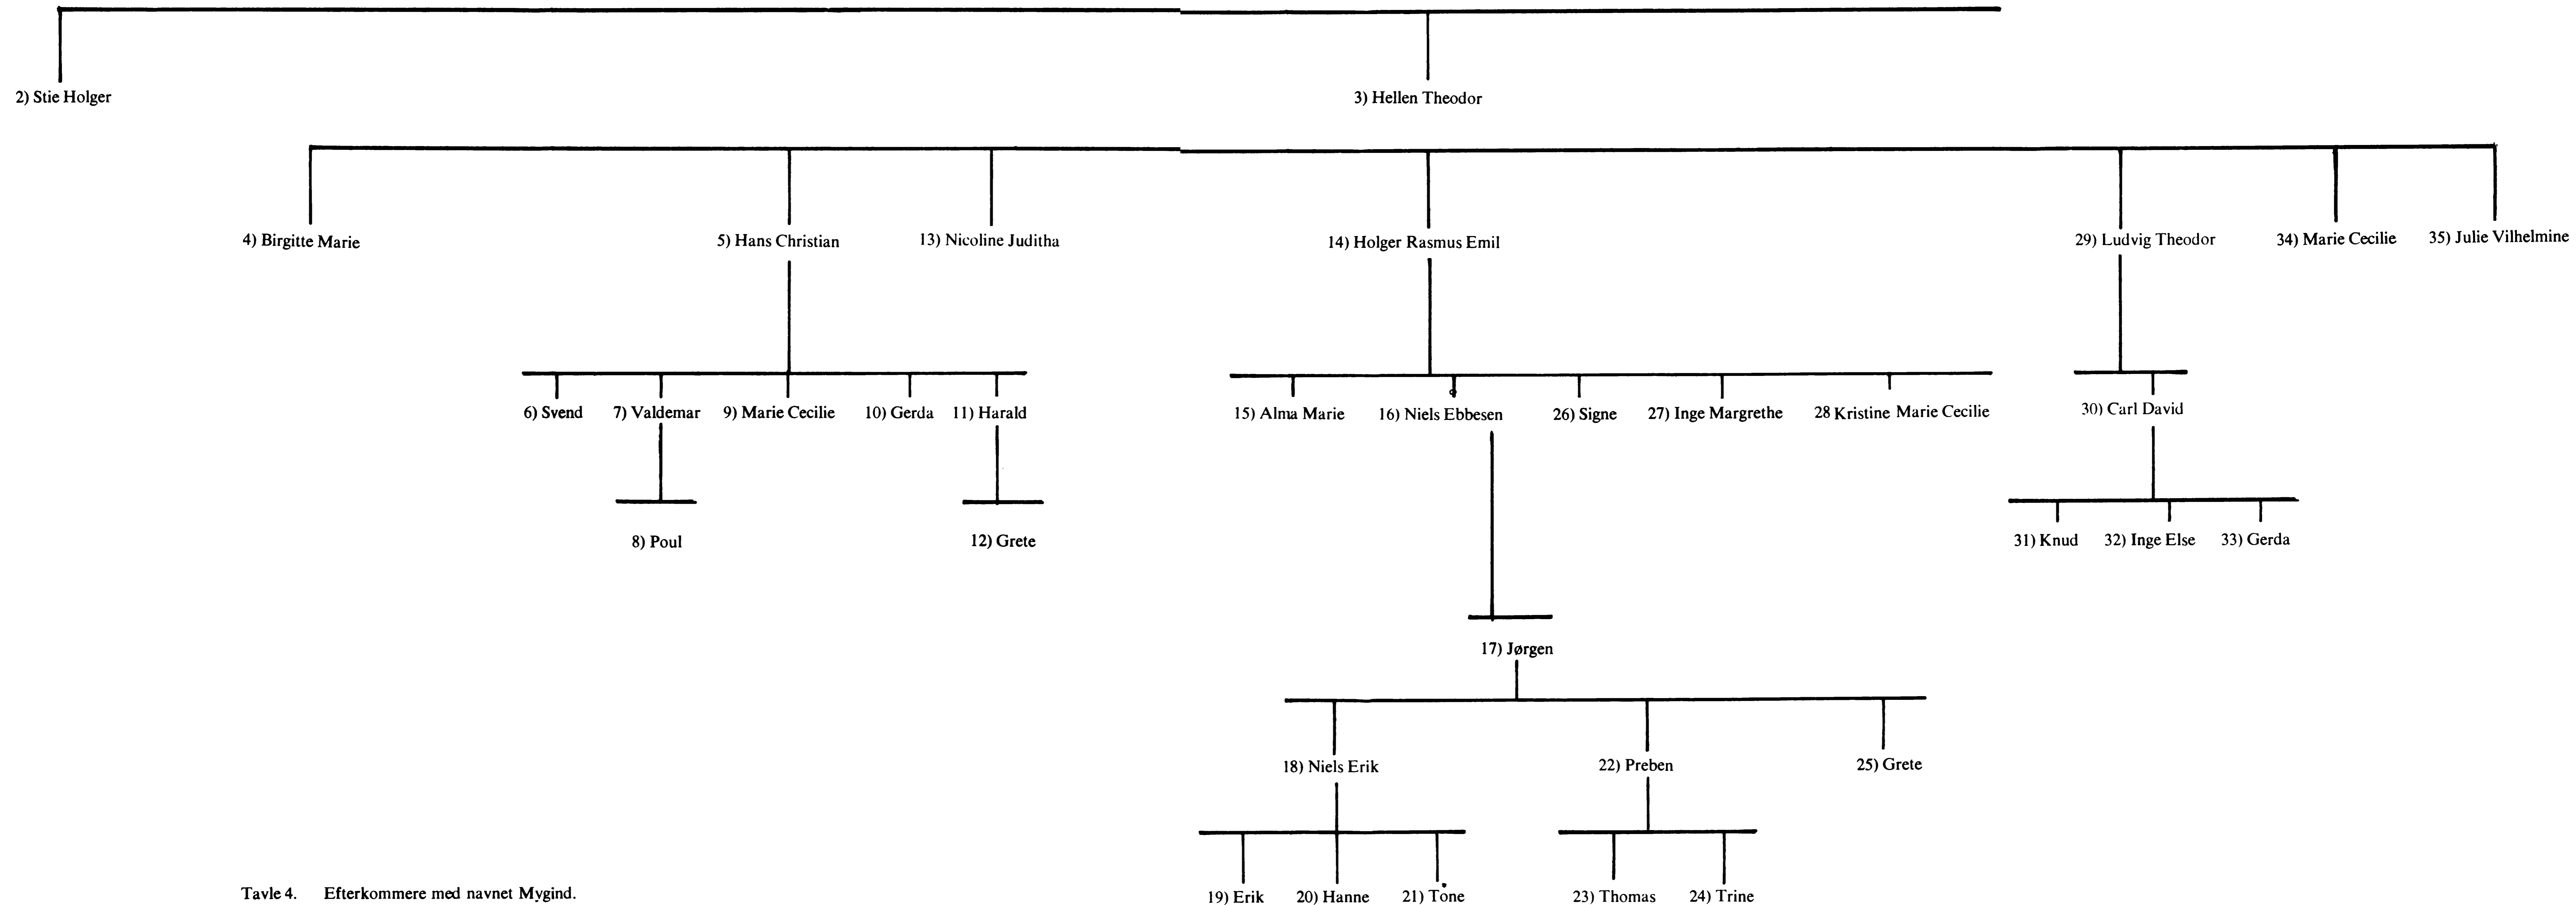 2) Stie Holger 3) Hellen Theodor
4) Birgitte Marie 5) Hans Christian 13) Nicoline Juditha 14) Holger Rasmus Emil 29) Ludvig Theodor 34) Marie Cecilie 35) Julie Vilhelmine
6) Svend 7) Valdemar 9) Marie Cecilie 10) Gerda 11) Harald 15) Alma Marie 16) Niels Ebbesen 26) Signe 27) Inge Margrethe 28 Kristine Marie Cecilie 30) Carl David
8) Poul 12) Grete 31) Knud 32) Inge Else 33) Gerda
17) Jørgen
18) Niels Erik 22) Preben 25) Grete
19) Erik 20) Hanne 21) Tone 23) Thomas 24) Trine
Tavle 4. Efterkommere med navnet Mygind.